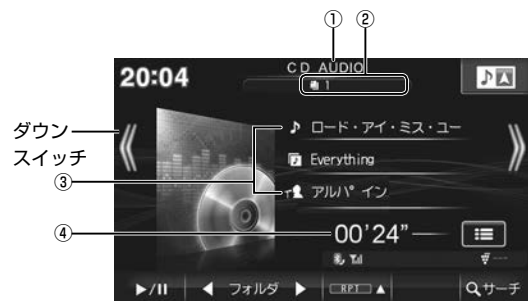 ① ②
CD AUDIO
20:04
1
ダウン
スイッチ
ロード・アイ・ミス・ユー
Everything
③
アルパ゜イン
④
00'24"
---
▶/II ◀ フォルダ ▶ RPT ▲ サーチ